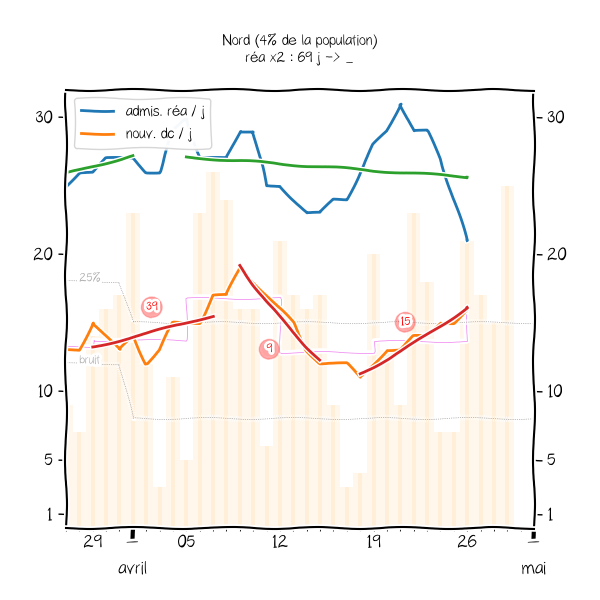 Nord (4% de la population)
réa x2 : 69 j -> _
admis. réa / j
nouv. dc / j
30
30
20
20
25%
39
15
9
bruit
10
10
5
5
1
1
29
05
12
19
26
avril
mai